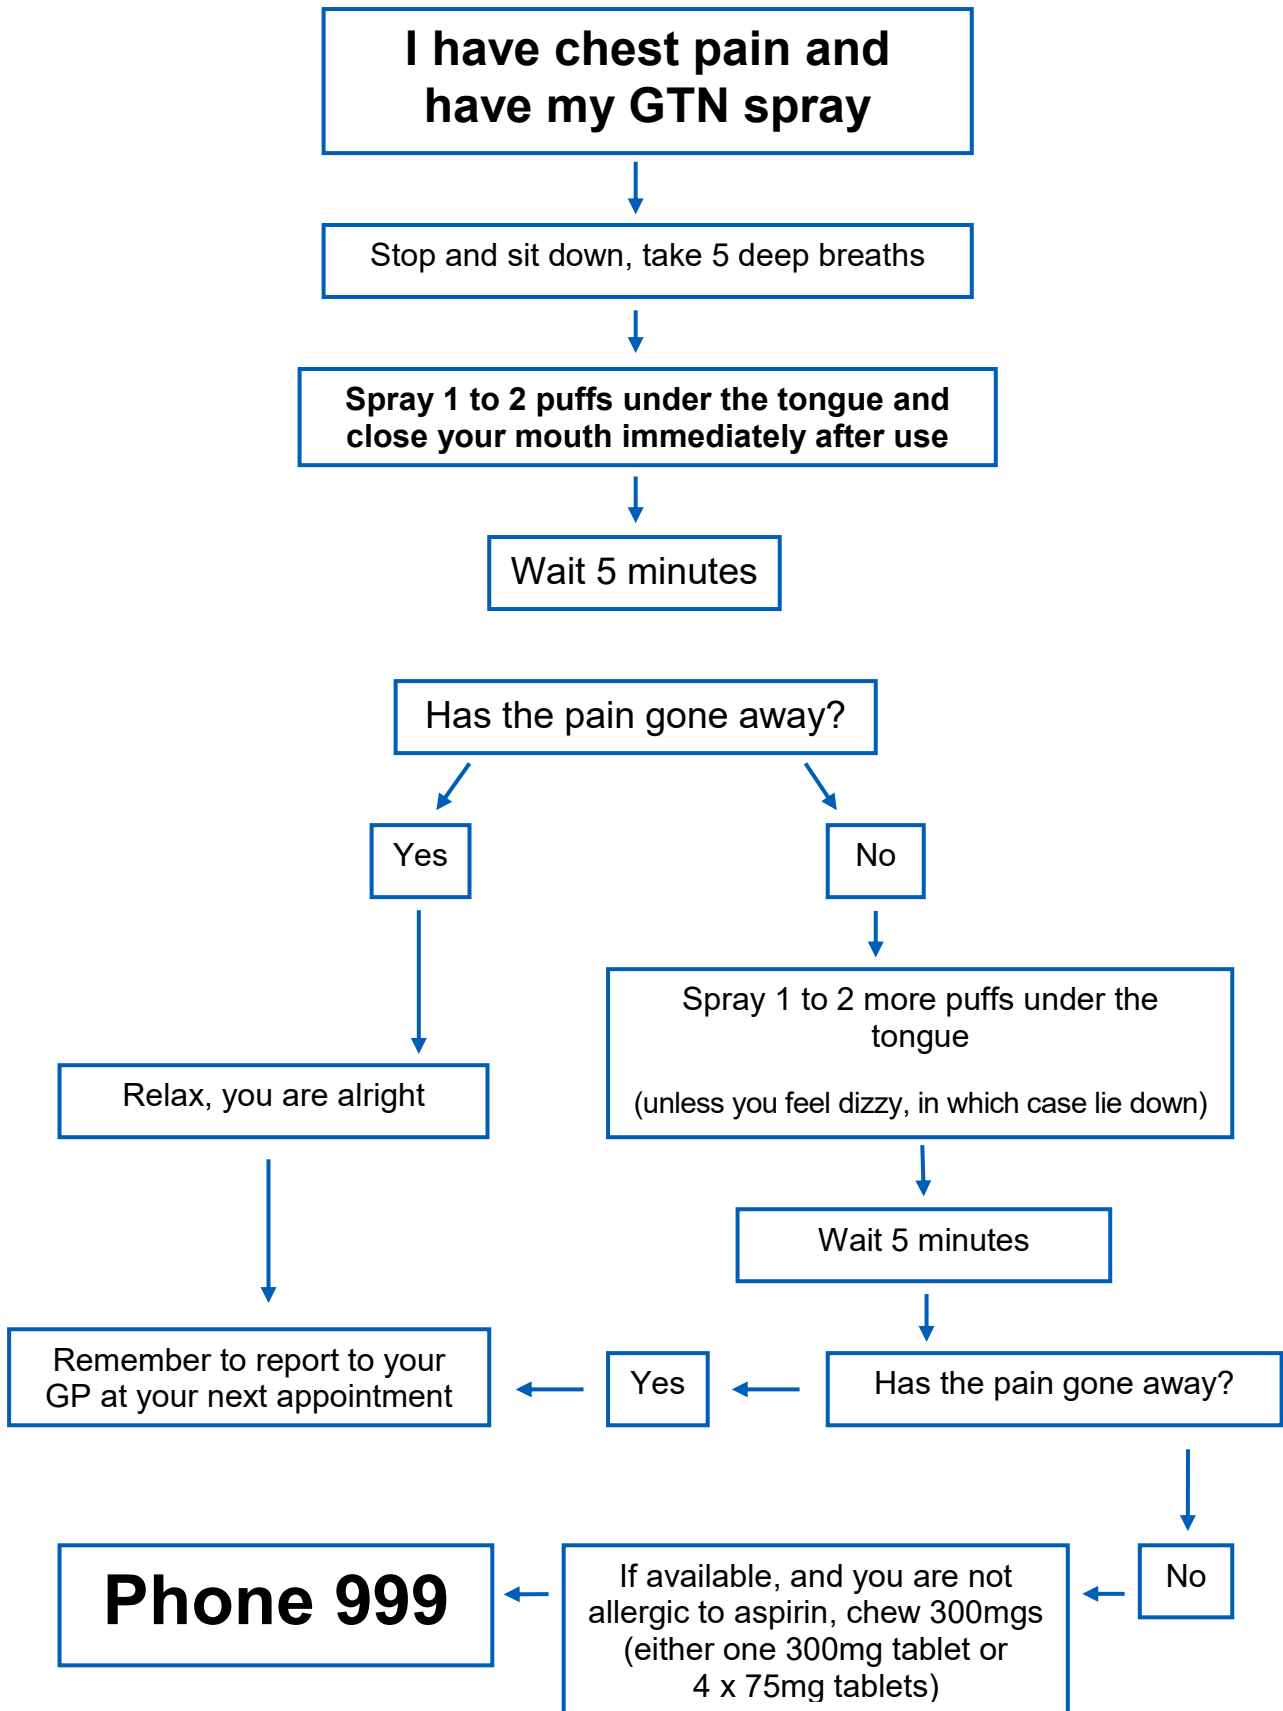 I have chest pain and
have my GTN spray
Stop and sit down, take 5 deep breaths
Spray 1 to 2 puffs under the tongue and
close your mouth immediately after use
Wait 5 minutes
Has the pain gone away?
Yes
No
Spray 1 to 2 more puffs under the
tongue
(unless you feel dizzy, in which case lie down)
Relax, you are alright
Wait 5 minutes
Remember to report to your
GP at your next appointment
Yes
Has the pain gone away?
Phone 999
If available, and you are not
allergic to aspirin, chew 300mgs
(either one 300mg tablet or
4 x 75mg tablets)
No